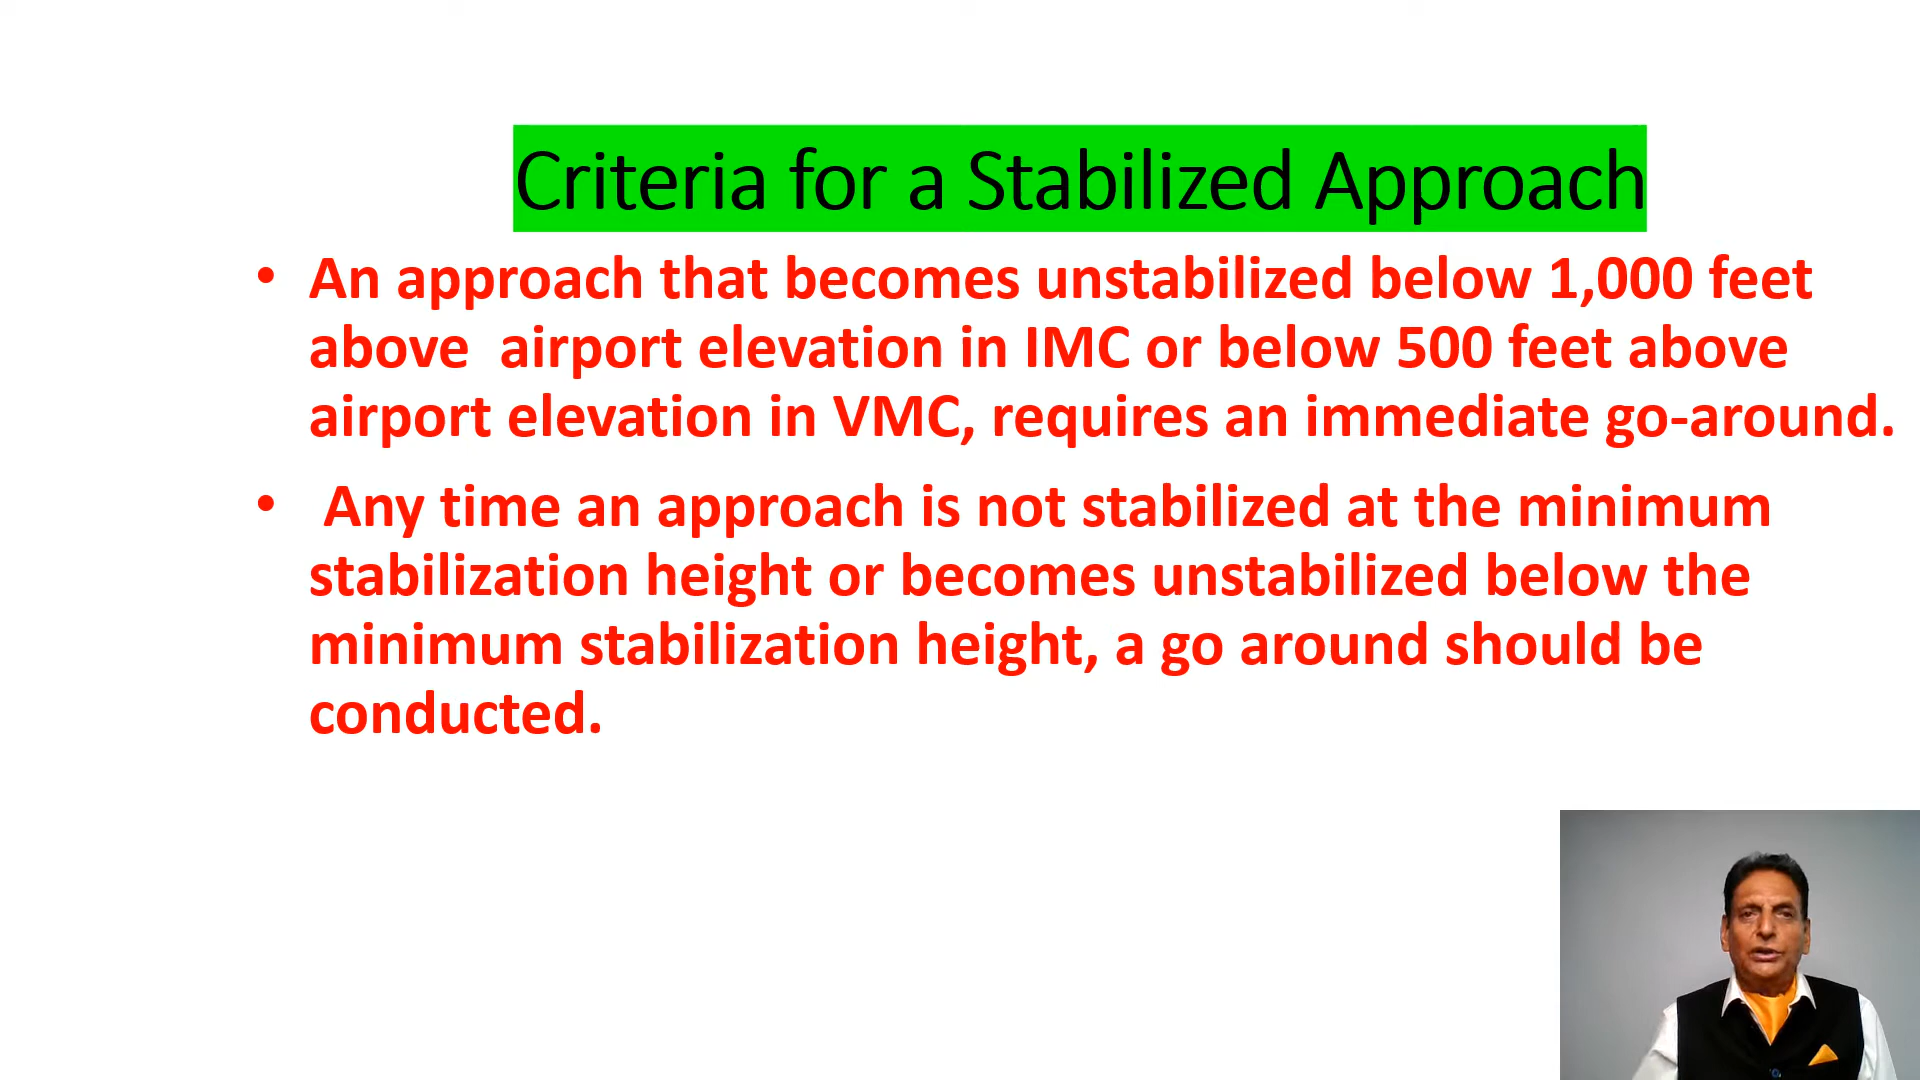 Criteria for a Stabilized Approach
• An approach that becomes unstabilized below 1,000 feet
above airport elevation in IMC or below 500 feet above
airport elevation in VMC, requires an immediate go-around.
• Any time an approach is not stabilized at the minimum
stabilization height or becomes unstabilized below the
minimum stabilization height, a go around should be
conducted.